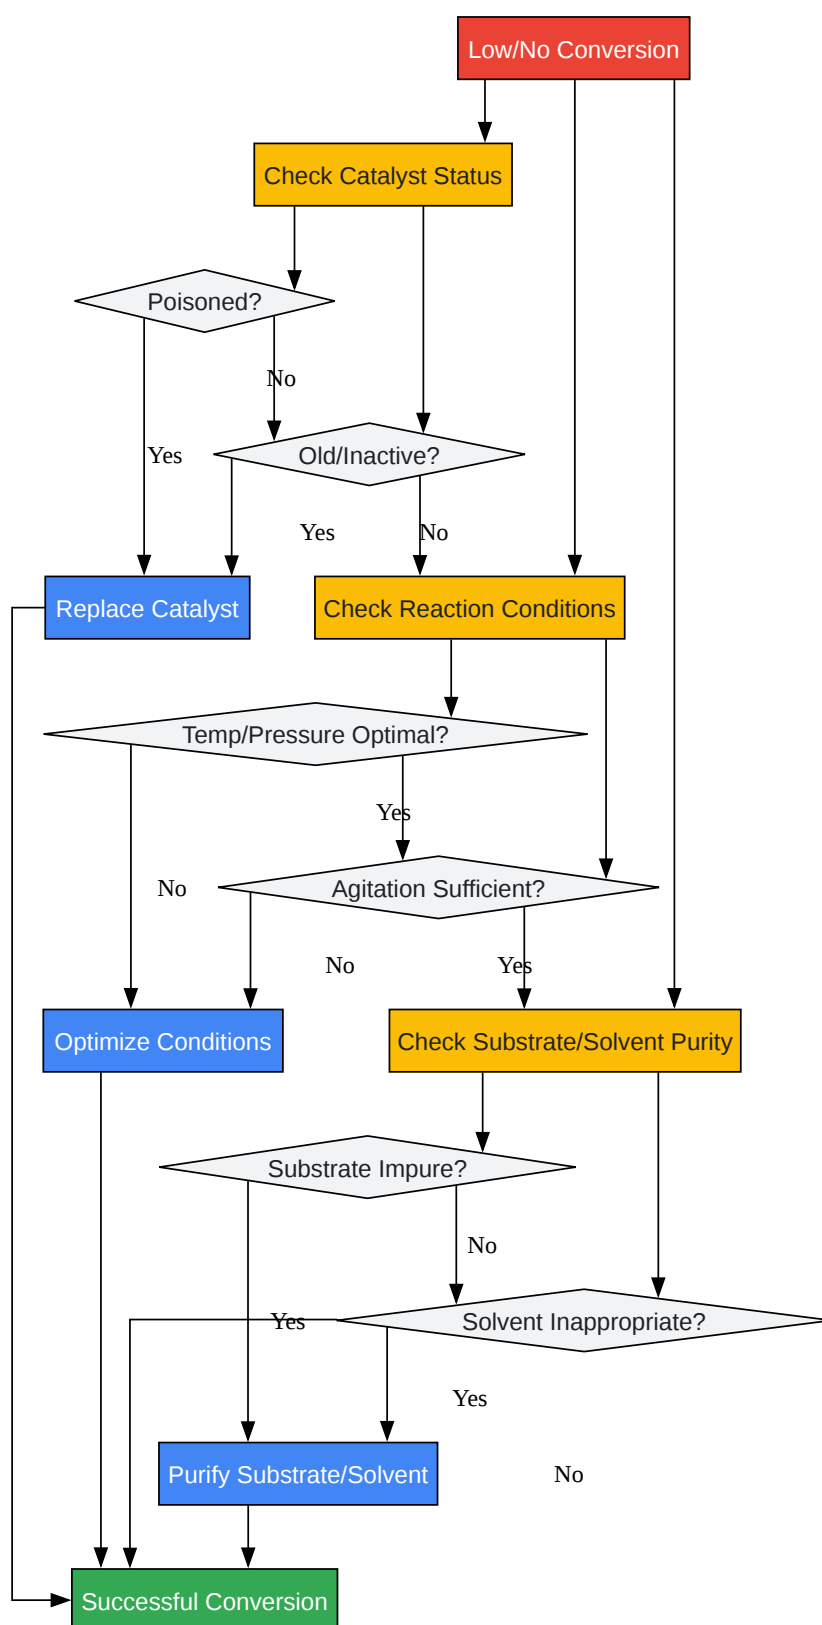 Low/No Conversion
Check Catalyst Status
Poisoned?
No
Yes
Old/Inactive?
Yes
No
Replace Catalyst
Check Reaction Conditions
Temp/Pressure Optimal?
Yes
No
Agitation Sufficient?
No
Yes
Optimize Conditions
Check Substrate/Solvent Purity
Substrate Impure?
No
Yes
Solvent Inappropriate?
Yes
Purify Substrate/Solvent
No
Successful Conversion